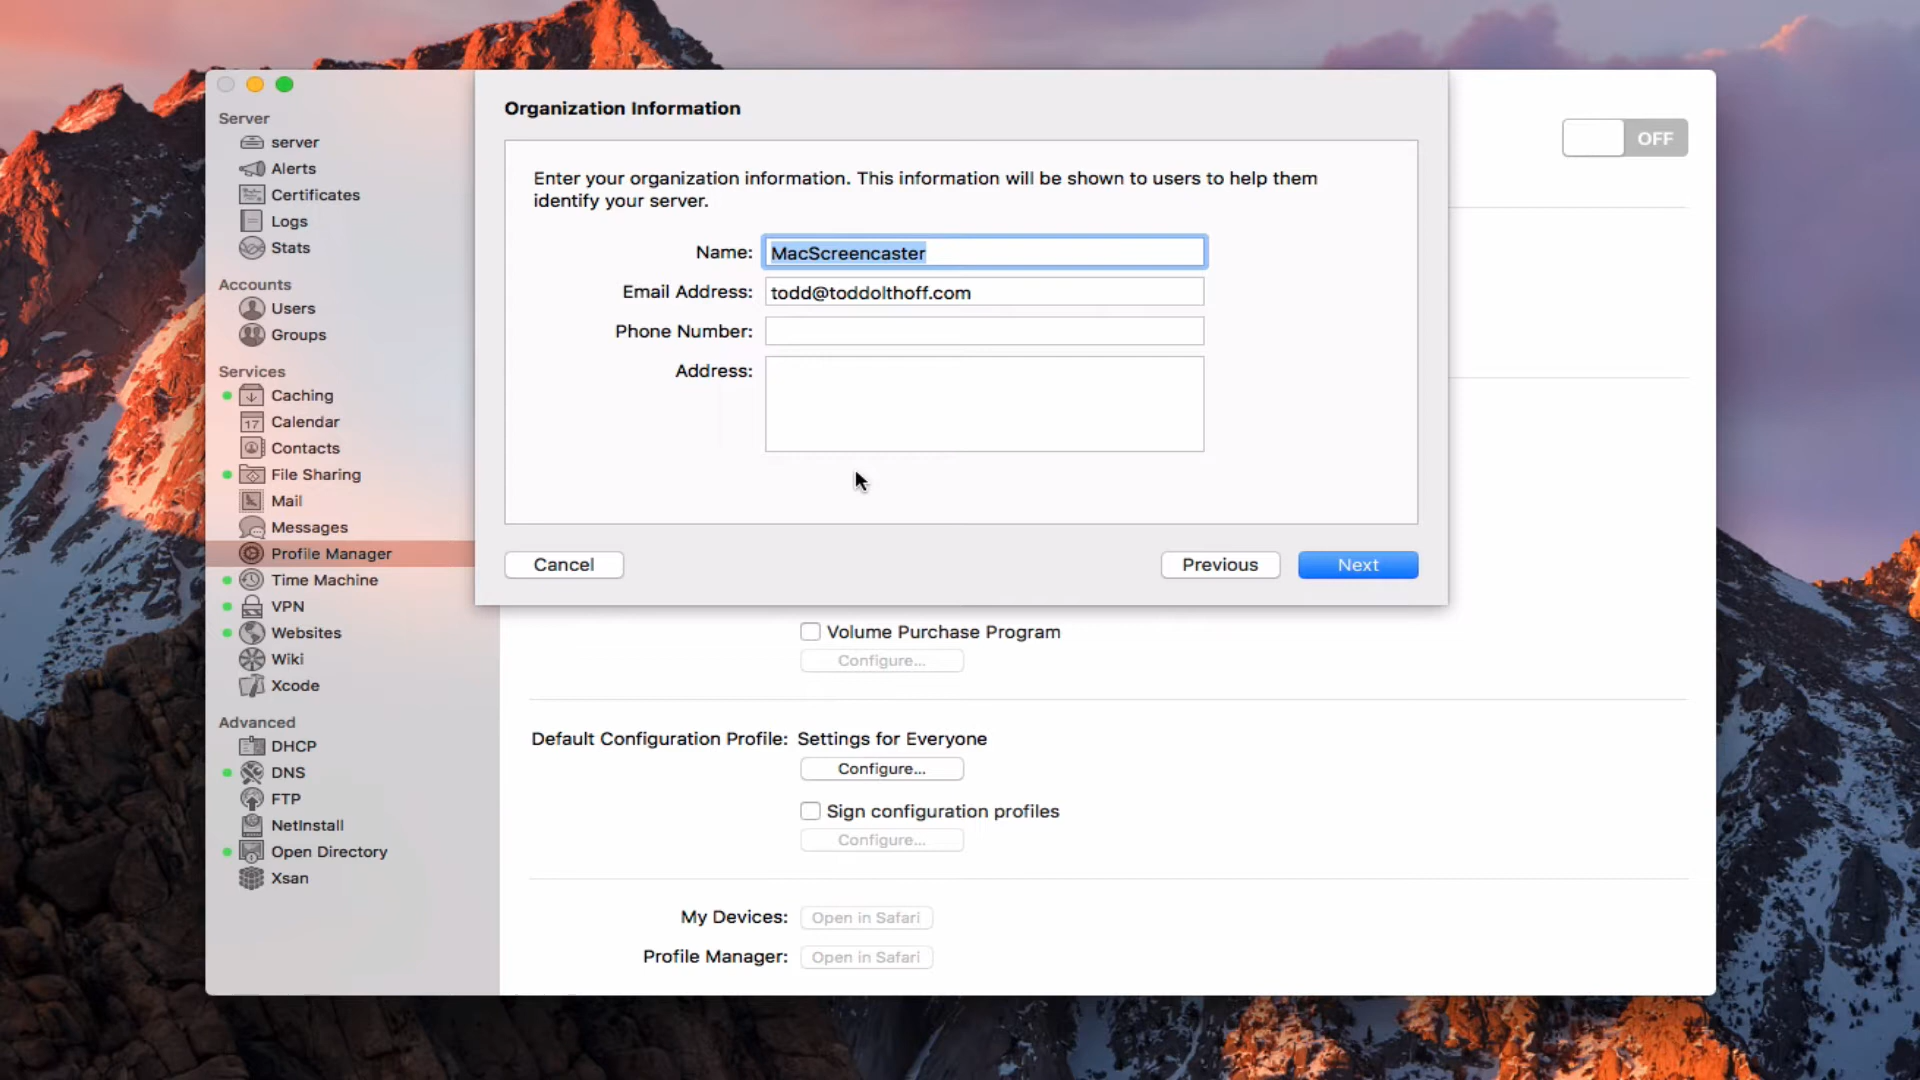 Organization Information
Enter your organization information. This information will be shown to users to help them
identify your server.
Name: MacScreencaster
Email Address: todd@toddolthoff.com
Phone Number:
Address:
Cancel
Previous
Next
OFF
Server
server
Alerts
Certificates
Logs
Stats
Accounts
Users
Groups
Services
Caching
17 Calendar
Contacts
File Sharing
Mail
Messages
Profile Manager
Time Machine
VPN
Websites
Wiki
Xcode
Advanced
DHCP
DNS
FTP
NetInstall
Open Directory
Xsan
Volume Purchase Program
Configure...
Default Configuration Profile: Settings for Everyone
Configure...
Sign configuration profiles
Configure...
My Devices: Open in Safari
Profile Manager: Open in Safari